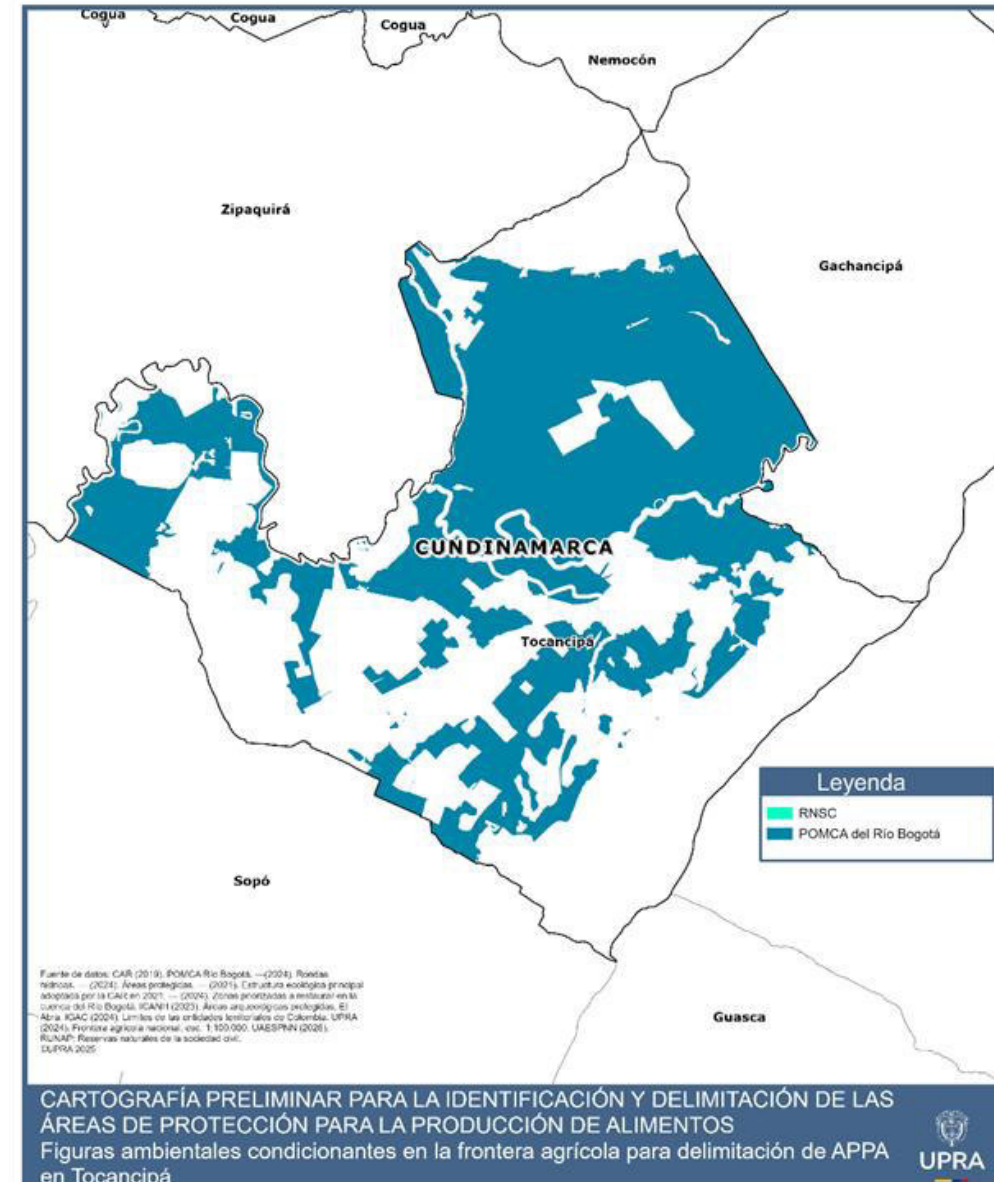 Cogua
Cogua
Cogua
Nemocón
Zipaquirá
Gachancipá
CUNDINAMARCA
Tocancipá
Leyenda
RNSC
POMCA del Río Bogotá
Sopó
Guasca
Fuente de datos: CAR (2019). POMCA Río Bogotá. —(2024). Rondas
hídricas. — (2024). Áreas protegidas. — (2021). Estructura ecológica principal
adoptada por la CAR en 2021. — (2024). Zonas priorizadas a restaurar en la
cuenca del Río Bogotá. ICANH (2023). Áreas arqueológicas protegidas, El
Abra. IGAC (2024). Límites de las entidades territoriales de Colombia. UPRA
(2024). Frontera agrícola nacional, esc. 1:100.000. UAESPNN
RUNAP: Reservas naturales de la sociedad civil.
UPRA 2025
CARTOGRAFÍA PRELIMINAR PARA LA IDENTIFICACIÓN Y DELIMITACIÓN DE LAS
ÁREAS DE PROTECCIÓN PARA LA PRODUCCIÓN DE ALIMENTOS
Figuras ambientales condicionantes en la frontera agrícola para delimitación de APPA
en Tocancipá
UPRA